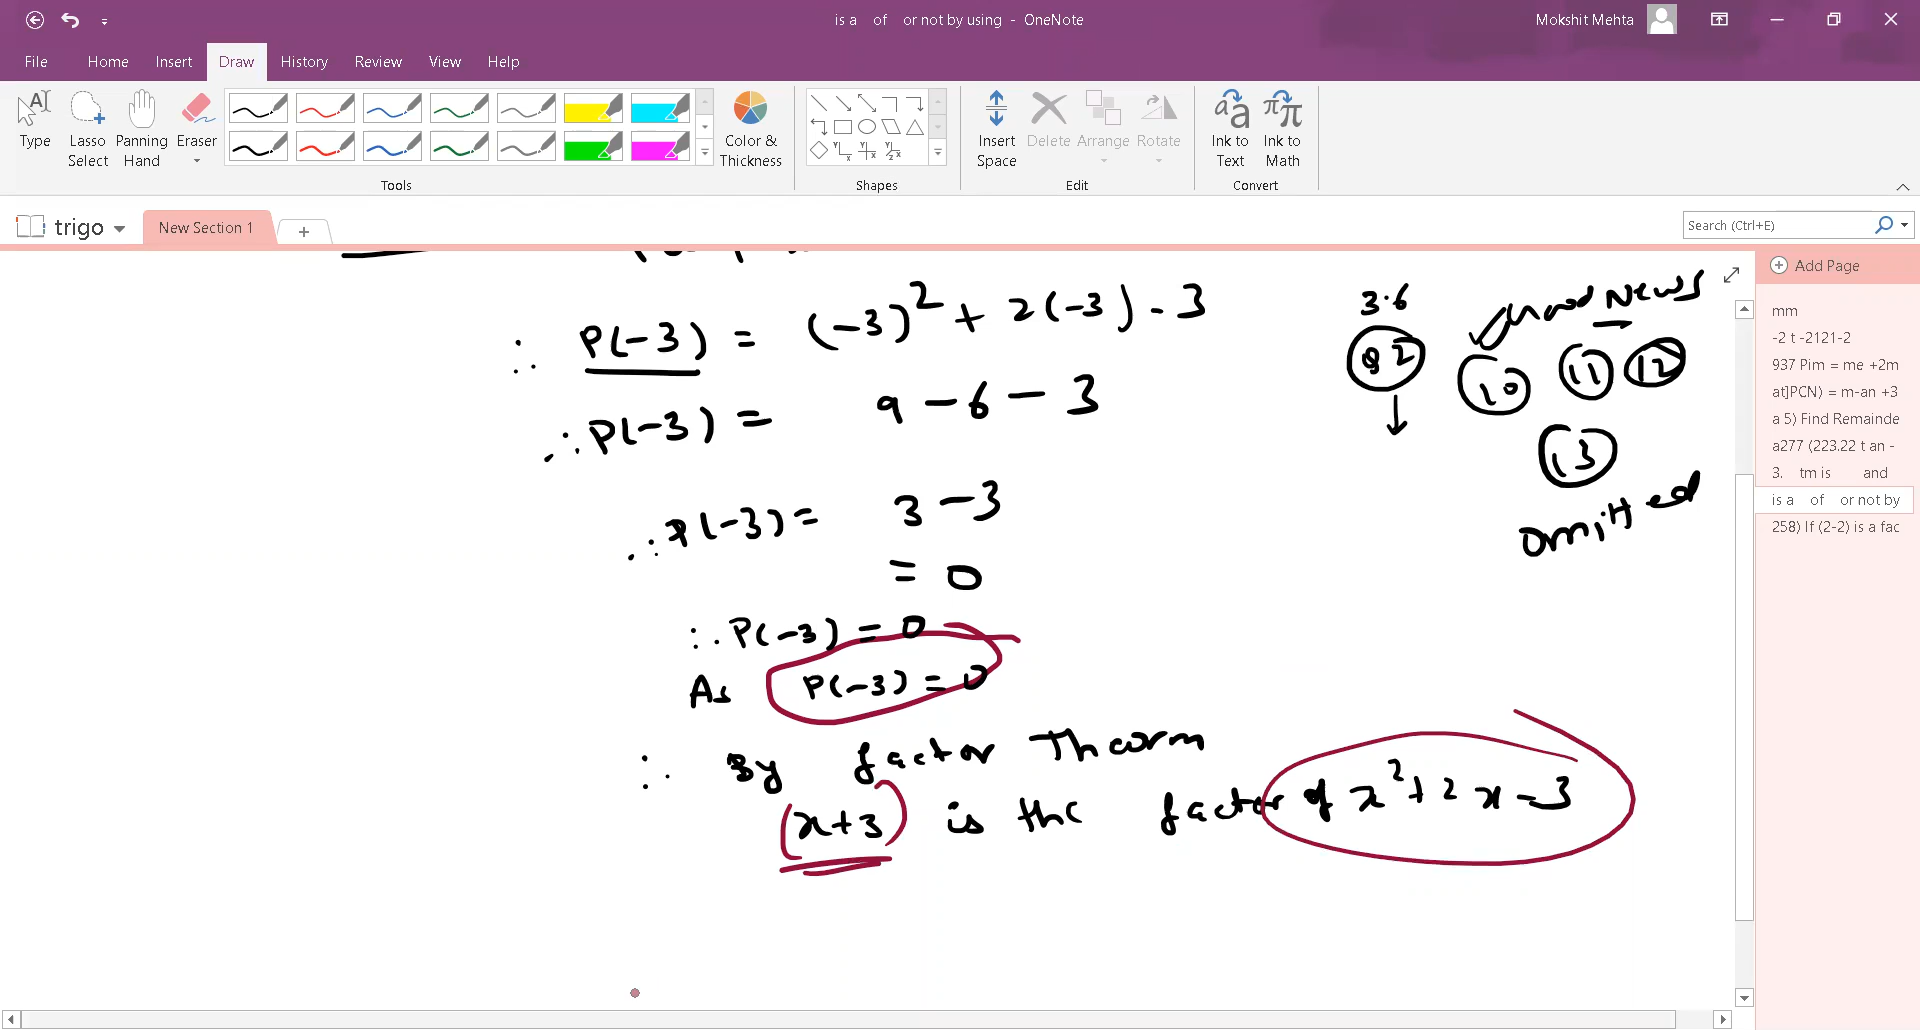 is a of or not by using - OneNote
Mokshit Mehta
File Home Insert Draw History Review View Help
Type
Lasso Select
Panning Hand
Eraser
Color & Thickness
Insert Space
Delete
Arrange
Rotate
Ink to Text
Ink to Math
Tools
Shapes
Edit
Convert
trigo
New Section 1
Search (Ctrl+E)
Add Page
mm
-2 t -2121-2
937 Pim = me +2m
at]PCN) = m-an +3
a 5) Find Remainde
a277 (223.22 t an -
3. tm is and
is a of or not by
258) If (2-2) is a fac
∴ P(-3) = (-3)² + 2(-3) - 3
∴ P(-3) = 9 - 6 - 3
∴ P(-3) = 3 - 3
= 0
∴ P(-3) = 0
As P(-3) = 0
∴ By factor Theorm
(x+3) is the factor of x² + 2x - 3
3.6
News
10 11 12
13
omitted